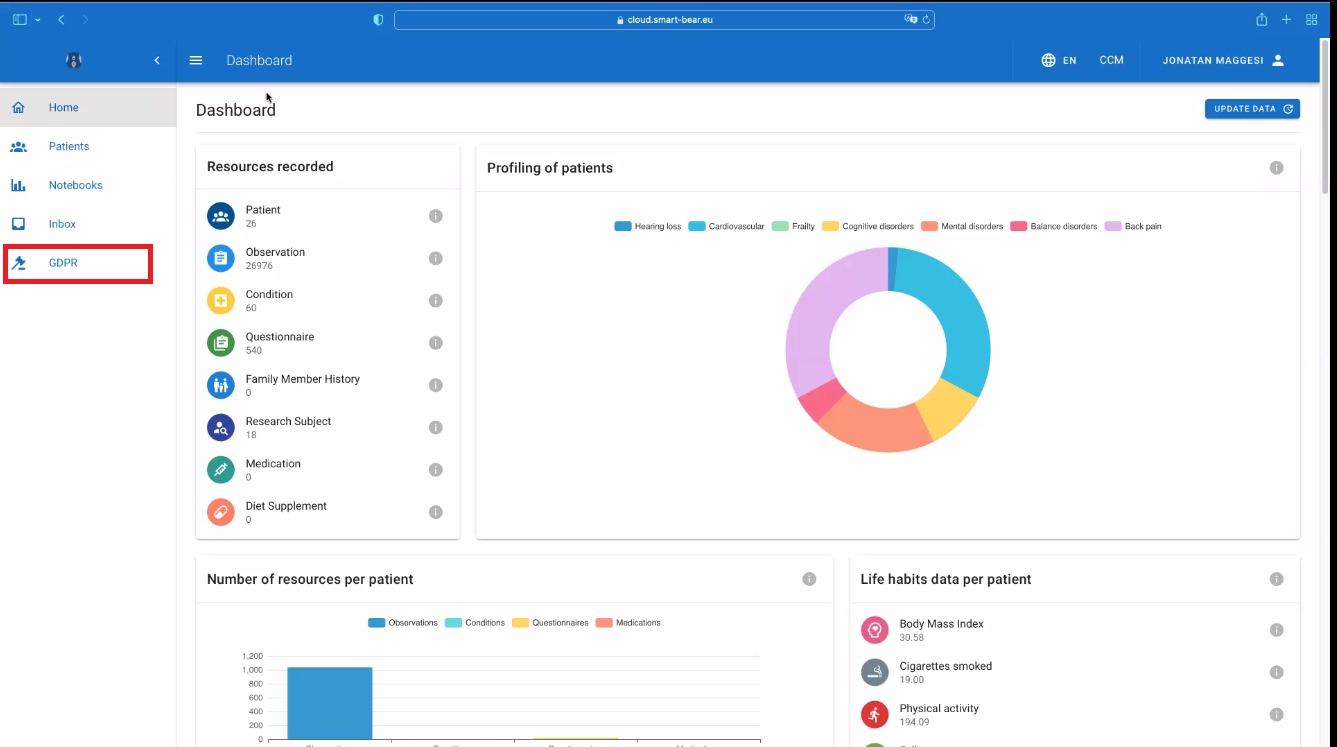 cloud.smart-bear.eu
Dashboard
EN
CCM
JONATAN MAGGESI
Home
Patients
Notebooks
Inbox
GDPR
Dashboard
UPDATE DATA
Resources recorded
Patient
26
Observation
26976
Condition
60
Questionnaire
540
Family Member History
0
Research Subject
18
Medication
0
Diet Supplement
0
Profiling of patients
Hearing loss Cardiovascular Frailty Cognitive disorders Mental disorders Balance disorders Back pain
Number of resources per patient
Observations Conditions Questionnaires Medications
1,200
1,000
800
600
400
200
0
Life habits data per patient
Body Mass Index
30.58
Cigarettes smoked
19.00
Physical activity
194.09